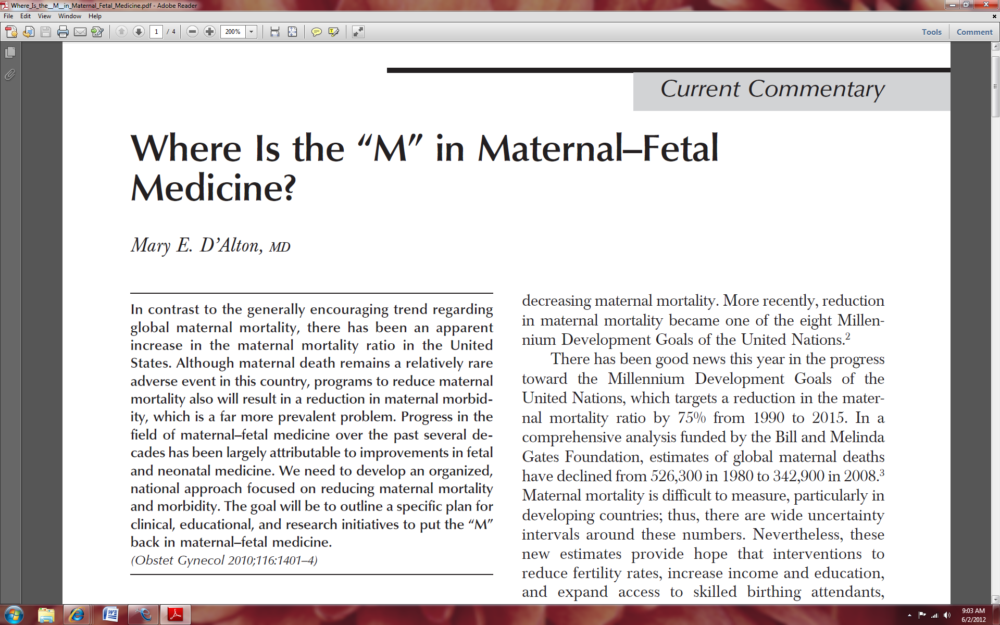 Where_Is_the__M__in_Maternal_Fetal_Medicine.pdf - Adobe Reader
File Edit View Window Help
1 / 4 200% Tools Comment
Current Commentary
Where Is the “M” in Maternal–Fetal
Medicine?
Mary E. D’Alton, MD
In contrast to the generally encouraging trend regarding
global maternal mortality, there has been an apparent
increase in the maternal mortality ratio in the United
States. Although maternal death remains a relatively rare
adverse event in this country, programs to reduce maternal
mortality also will result in a reduction in maternal morbid-
ity, which is a far more prevalent problem. Progress in the
field of maternal–fetal medicine over the past several de-
cades has been largely attributable to improvements in fetal
and neonatal medicine. We need to develop an organized,
national approach focused on reducing maternal mortality
and morbidity. The goal will be to outline a specific plan for
clinical, educational, and research initiatives to put the “M”
back in maternal–fetal medicine.
(Obstet Gynecol 2010;116:1401–4)
decreasing maternal mortality. More recently, reduction
in maternal mortality became one of the eight Millen-
nium Development Goals of the United Nations.²
There has been good news this year in the progress
toward the Millennium Development Goals of the
United Nations, which targets a reduction in the mater-
nal mortality ratio by 75% from 1990 to 2015. In a
comprehensive analysis funded by the Bill and Melinda
Gates Foundation, estimates of global maternal deaths
have declined from 526,300 in 1980 to 342,900 in 2008.³
Maternal mortality is difficult to measure, particularly in
developing countries; thus, there are wide uncertainty
intervals around these numbers. Nevertheless, these
new estimates provide hope that interventions to
reduce fertility rates, increase income and education,
and expand access to skilled birthing attendants,
9:03 AM
6/2/2012